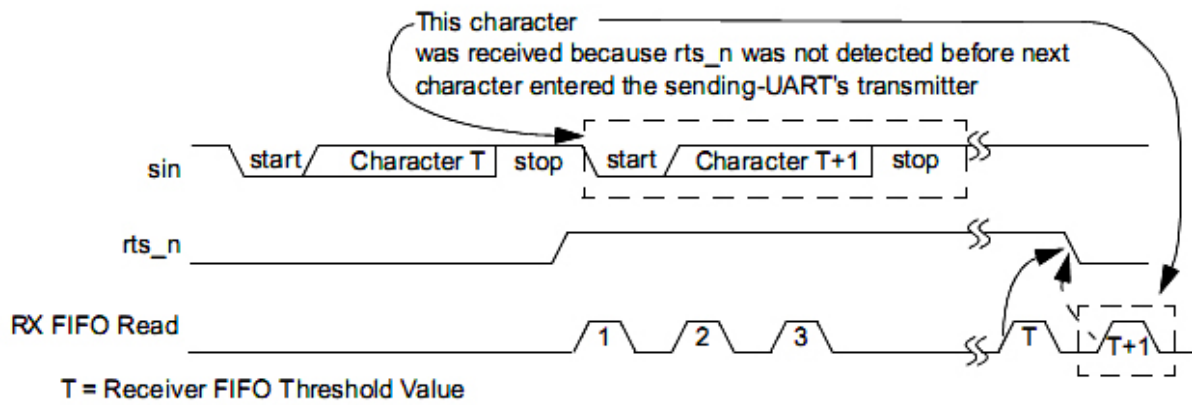 This character
was received because rts_n was not detected before next
character entered the sending-UART's transmitter
sin start Character T stop start Character T+1 stop
rts_n
RX FIFO Read 1 2 3 T T+1
T = Receiver FIFO Threshold Value